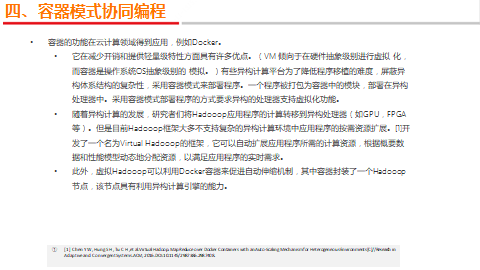 四、容器模式协同编程
• 容器的功能在云计算领域得到应用，例如Docker。
• 它在减少开销和提供轻量级特性方面具有许多优点。（VM 倾向于在硬件抽象级别进行虚拟 化，
而容器是操作系统OS抽象级别的 模拟。）有些异构计算平台为了降低程序移植的难度，屏蔽异
构体系结构的复杂性，采用容器模式来部署程序。一个程序被打包为容器中的模块，部署在异构
处理器中。采用容器模式部署程序的方式要求异构的处理器支持虚拟化功能。
• 随着异构计算的发展，研究者们将Hadooop应用程序的计算转移到异构处理器（如GPU，FPGA
等）。但是目前Hadooop框架大多不支持复杂的异构计算环境中应用程序的按需资源扩展。[1]开
发了一个名为Virtual Hadooop的框架，它可以自动扩展应用程序所需的计算资源，根据概要数
据和性能模型动态地分配资源，以满足应用程序的实时需求。
• 此外，虚拟Hadooop可以利用Docker容器来促进自动伸缩机制，其中容器封装了一个Hadooop
节点，该节点具有利用异构计算引擎的能力。
[1] Chen Y W, Hung S H, Tu C H, et al. Virtual Hadoop: MapReduce over Docker Containers with an Auto-Scaling Mechanism for Heterogeneous Environments[C]// Research in
Adaptive and Convergent Systems. ACM, 2016. DOI:10.1145/2987386.2987408.